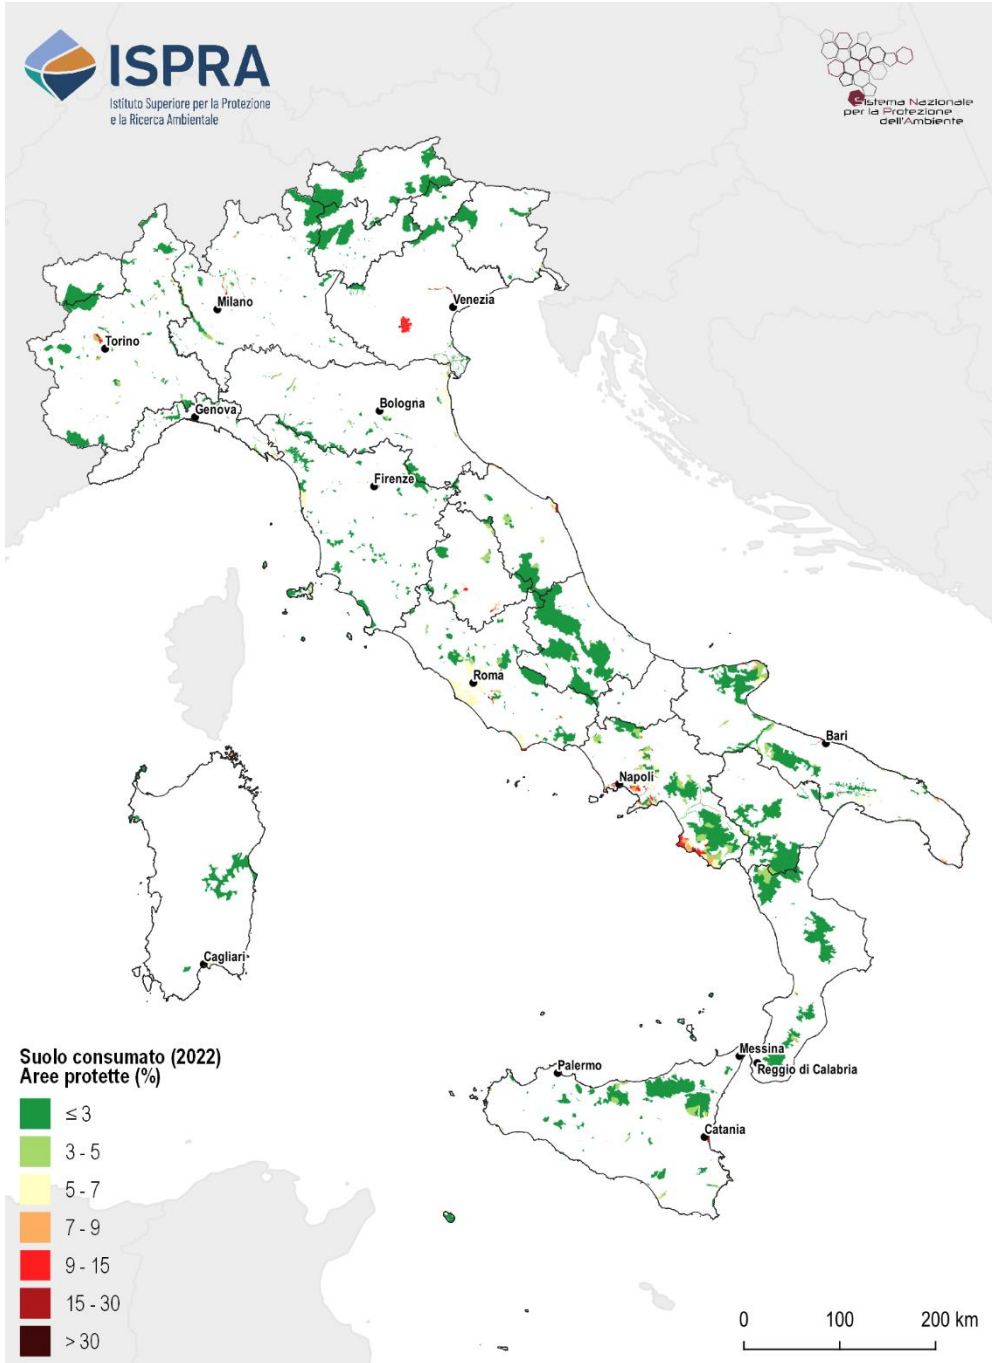 ISPRA
Istituto Superiore per la Protezione
e la Ricerca Ambientale
Sistema Nazionale
per la Protezione
dell'Ambiente
Milano
Venezia
Torino
Genova
Bologna
Firenze
Roma
Bari
Napoli
Cagliari
Messina
Reggio di Calabria
Palermo
Catania
Suolo consumato (2022)
Aree protette (%)
≤ 3
3 - 5
5 - 7
7 - 9
9 - 15
15 - 30
> 30
0 100 200 km